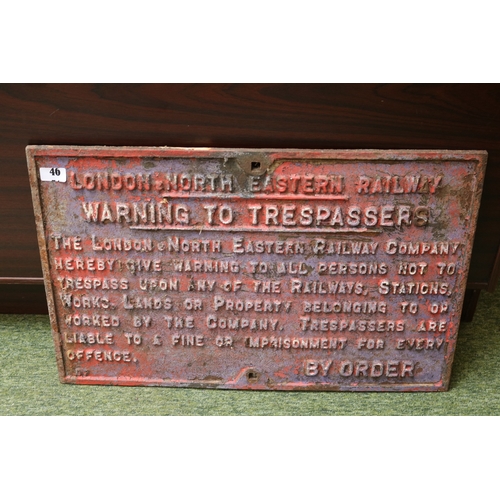 46
LONDON & NORTH EASTERN RAILWAY
WARNING TO TRESPASSERS
THE LONDON & NORTH EASTERN RAILWAY COMPANY
HEREBY GIVE WARNING TO ALL PERSONS NOT TO
TRESPASS UPON ANY OF THE RAILWAYS, STATIONS,
WORKS, LANDS OR PROPERTY BELONGING TO OR
WORKED BY THE COMPANY. TRESPASSERS ARE
LIABLE TO A FINE OR IMPRISONMENT FOR EVERY
OFFENCE.
BY ORDER